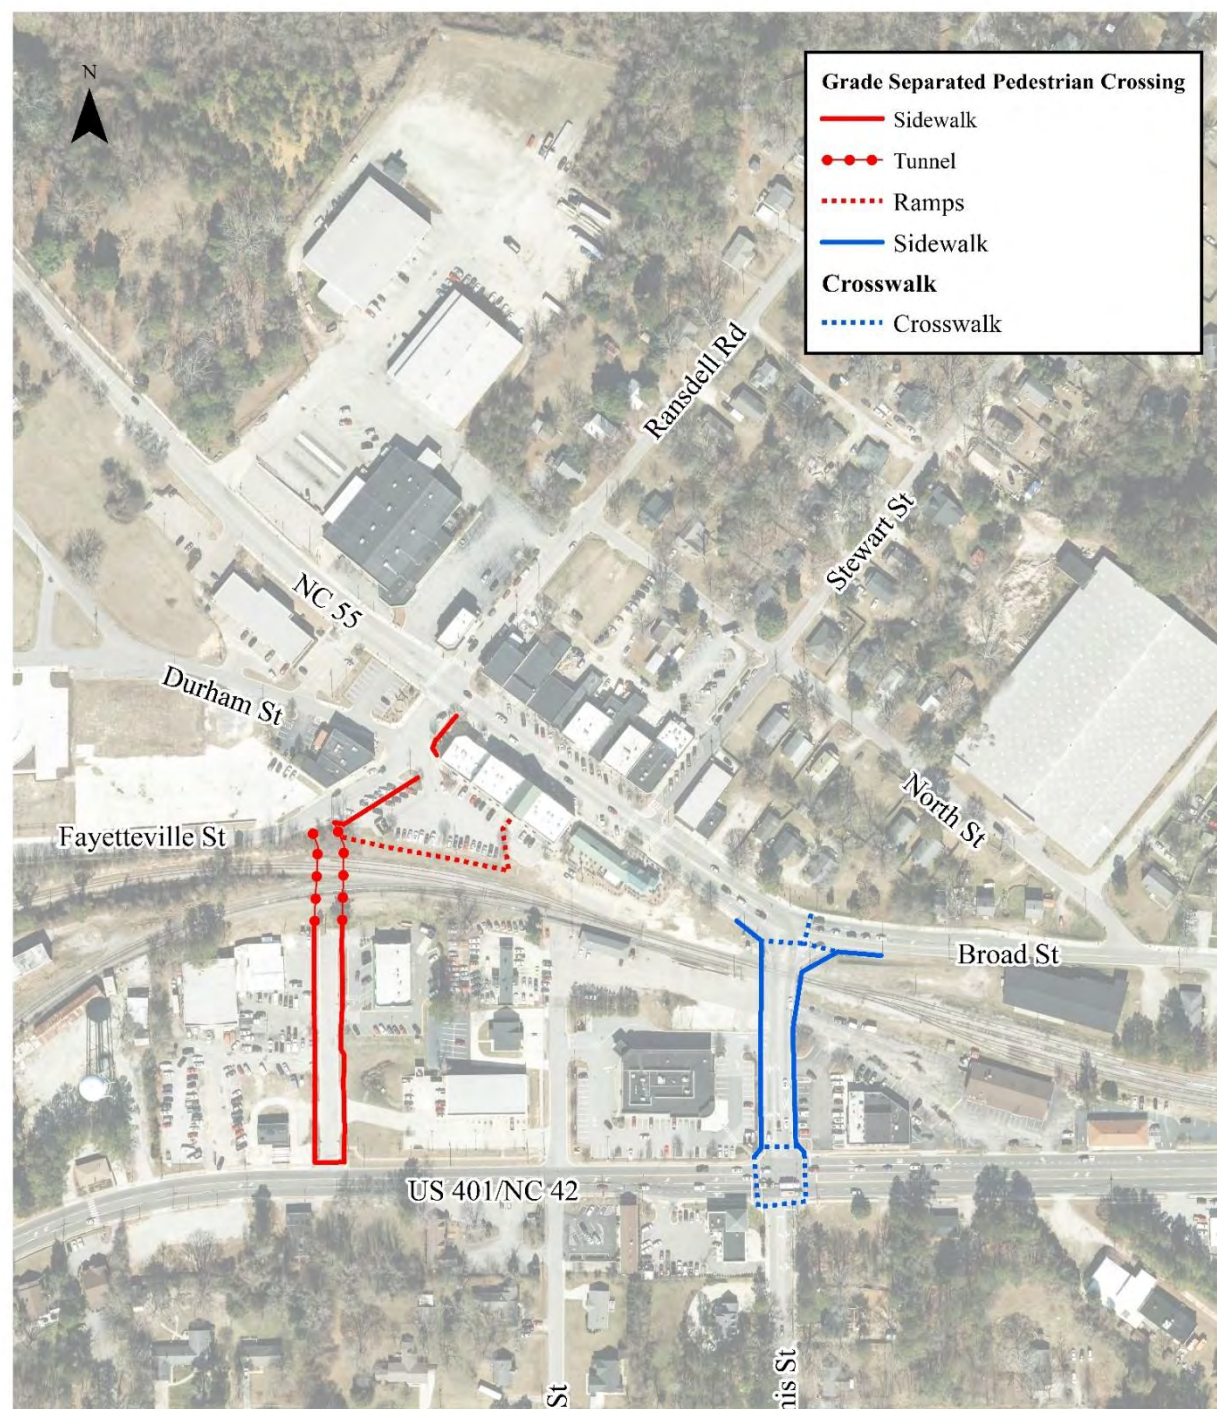 N
Grade Separated Pedestrian Crossing
Sidewalk
Tunnel
Ramps
Sidewalk
Crosswalk
Crosswalk
Ransdell Rd
Stewart St
NC 55
Durham St
North St
Fayetteville St
Broad St
US 401/NC 42
St
nis St